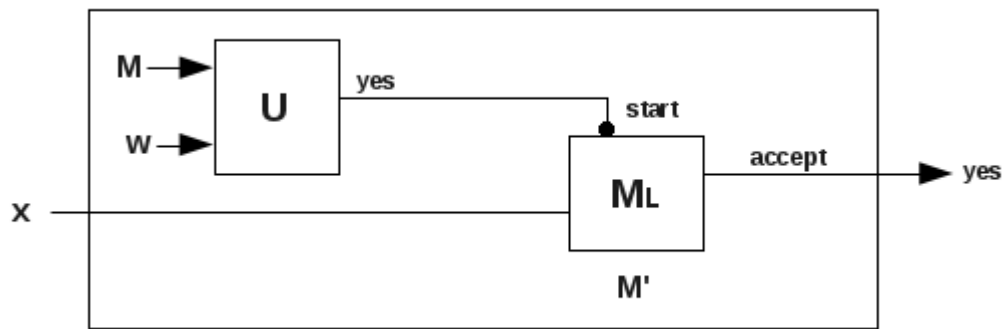 M
yes
U
start
W
accept
yes
X
ML
M'